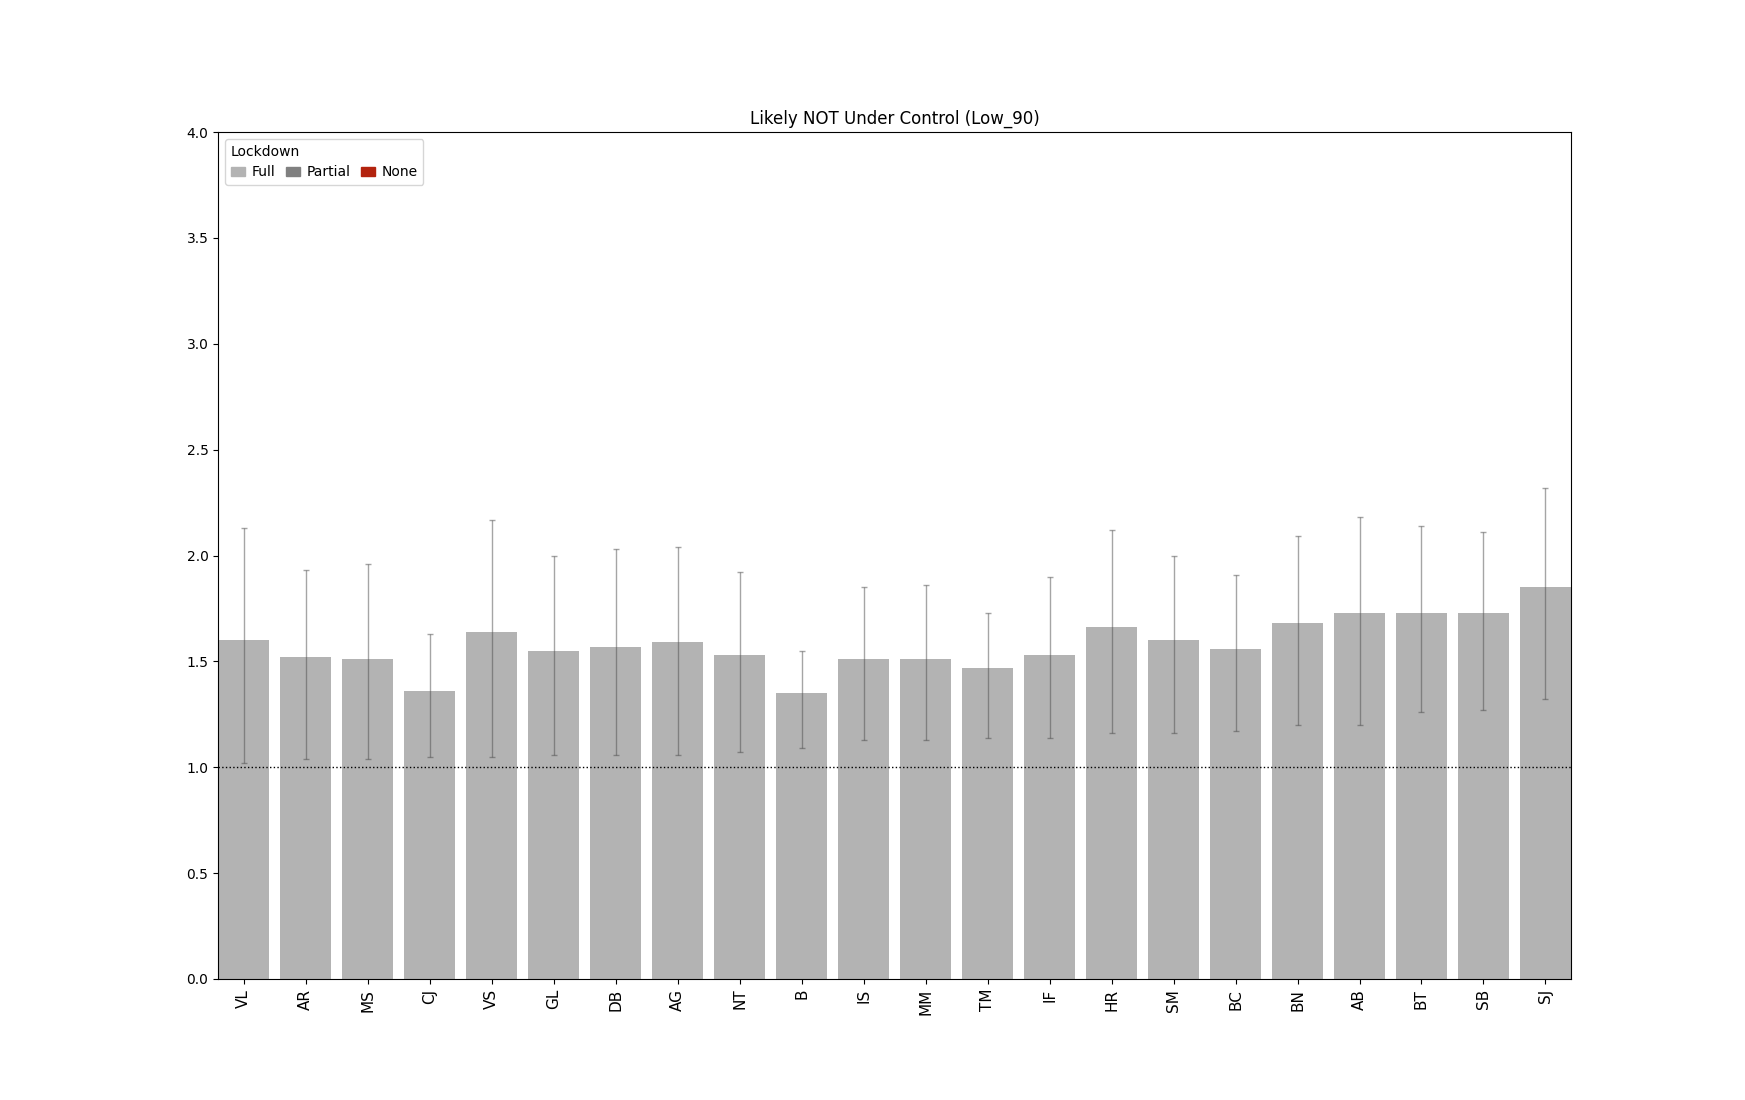 Likely NOT Under Control (Low_90)
Lockdown
Full Partial None
4.0
3.5
3.0
2.5
2.0
1.5
1.0
0.5
0.0
VL AR MS CJ VS GL DB AG NT B IS MM TM IF HR SM BC BN AB BT SB SJ